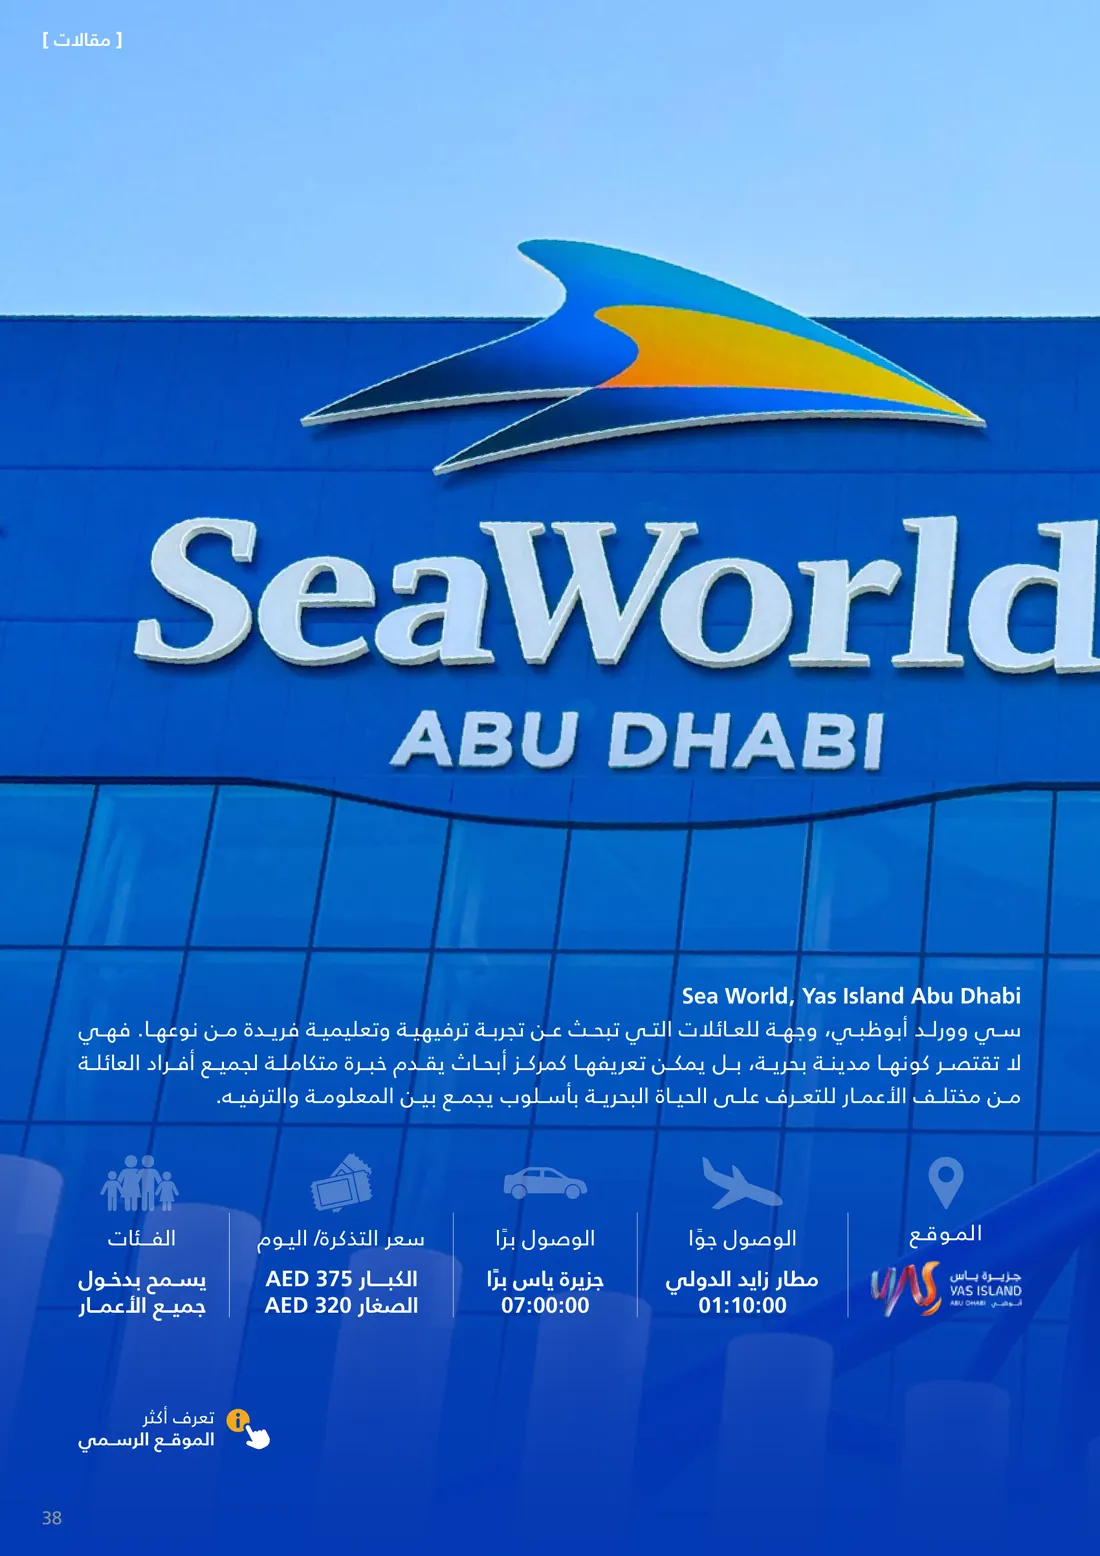 [ مقالات ]
SeaWorld
ABU DHABI
Sea World, Yas Island Abu Dhabi
سي وورلد أبوظبي، وجهة للعائلات التي تبحث عن تجربة ترفيهية وتعليمية فريدة من نوعها. فهي
لا تقتصر كونها مدينة بحرية، بل يمكن تعريفها كمركز أبحاث يقدم خبرة متكاملة لجميع أفراد العائلة
من مختلف الأعمار للتعرف على الحياة البحرية بأسلوب يجمع بين المعلومة والترفيه.
الموقع
جزيرة ياس
YAS ISLAND
ABU DHABI أبوظبي
الوصول جوًا
مطار زايد الدولي
01:10:00
الوصول برًا
جزيرة ياس برًا
07:00:00
سعر التذكرة/ اليوم
الكبار 375 AED
الصغار 320 AED
الفئات
يسمح بدخول
جميع الأعمار
تعرف أكثر
الموقع الرسمي
38